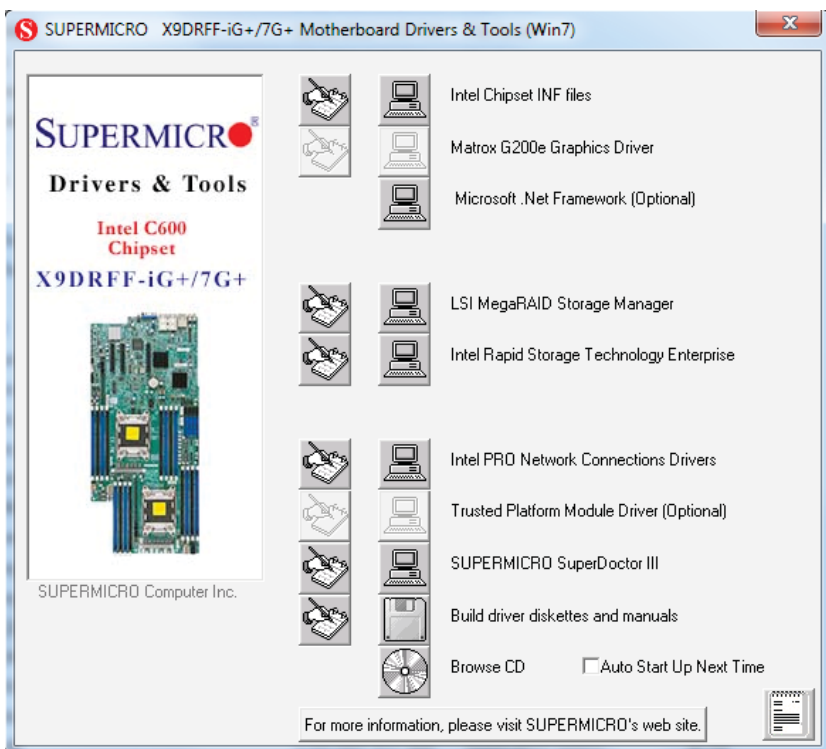 SUPERMICRO X9DRFF-iG+/7G+ Motherboard Drivers & Tools (Win7)
SUPERMICRO®
Drivers & Tools
Intel C600
Chipset
X9DRFF-iG+/7G+
SUPERMICRO Computer Inc.
Intel Chipset INF files
Matrox G200e Graphics Driver
Microsoft .Net Framework (Optional)
LSI MegaRAID Storage Manager
Intel Rapid Storage Technology Enterprise
Intel PRO Network Connections Drivers
Trusted Platform Module Driver (Optional)
SUPERMICRO SuperDoctor III
Build driver diskettes and manuals
Browse CD Auto Start Up Next Time
For more information, please visit SUPERMICRO's web site.